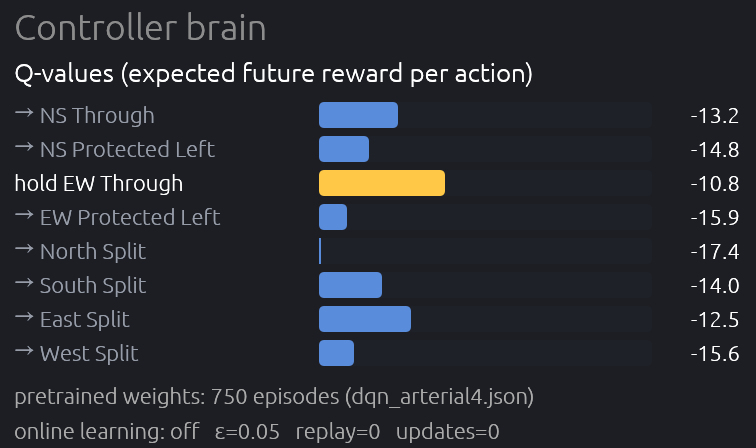 Controller brain
Q-values (expected future reward per action)
→ NS Through -13.2
→ NS Protected Left -14.8
hold EW Through -10.8
→ EW Protected Left -15.9
→ North Split -17.4
→ South Split -14.0
→ East Split -12.5
→ West Split -15.6
pretrained weights: 750 episodes (dqn_arterial4.json)
online learning: off ε=0.05 replay=0 updates=0